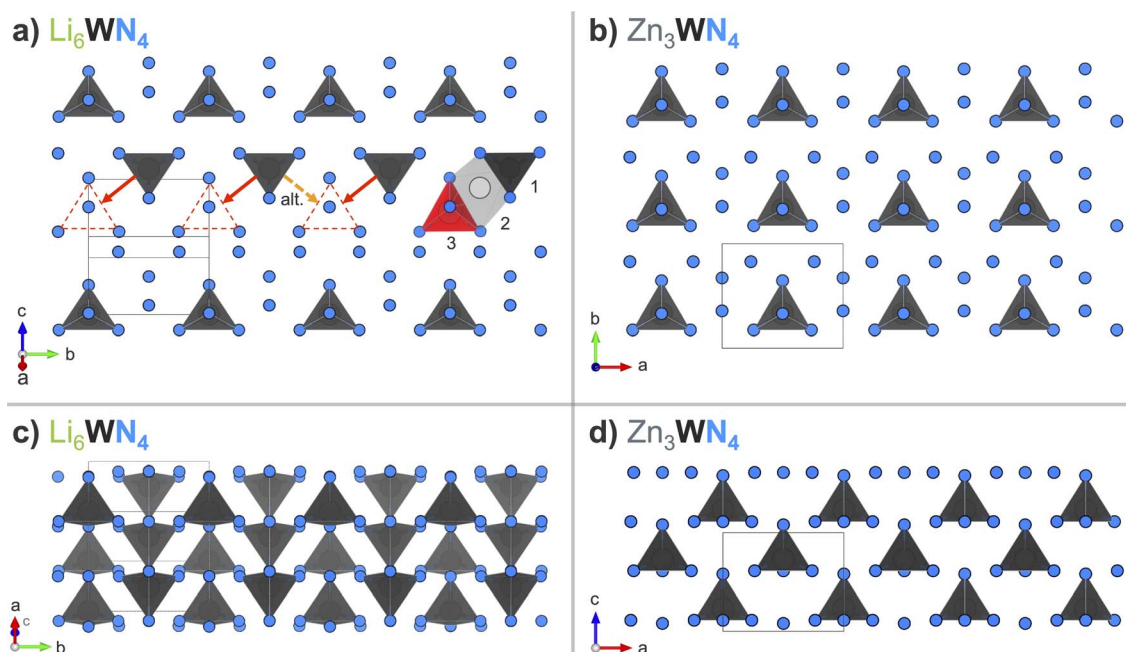 a) Li₆WN₄
b) Zn₃WN₄
alt.
1
2
3
c
b
a
b
a
c) Li₆WN₄
d) Zn₃WN₄
a
c
b
c
a